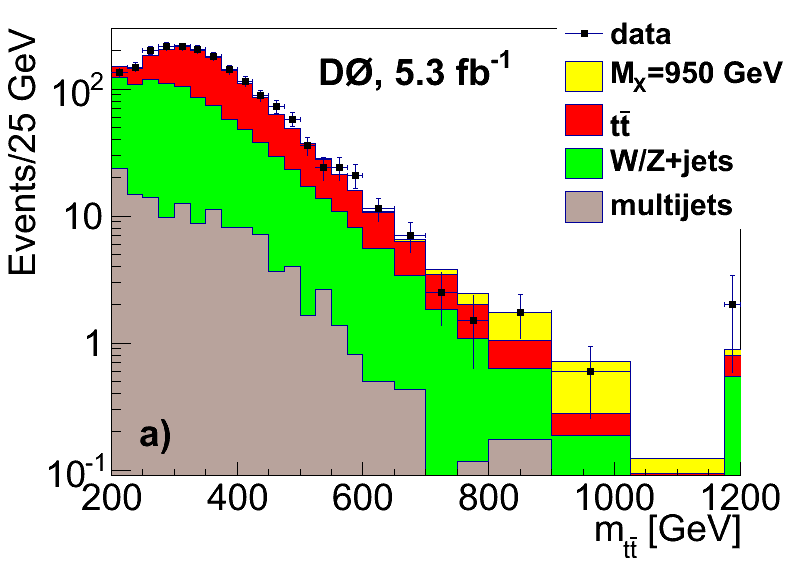 Events/25 GeV
10²
10
1
10⁻¹
DØ, 5.3 fb⁻¹
data
Mₓ=950 GeV
tt̄
W/Z+jets
multijets
a)
200 400 600 800 1000 1200
m_tt̄ [GeV]